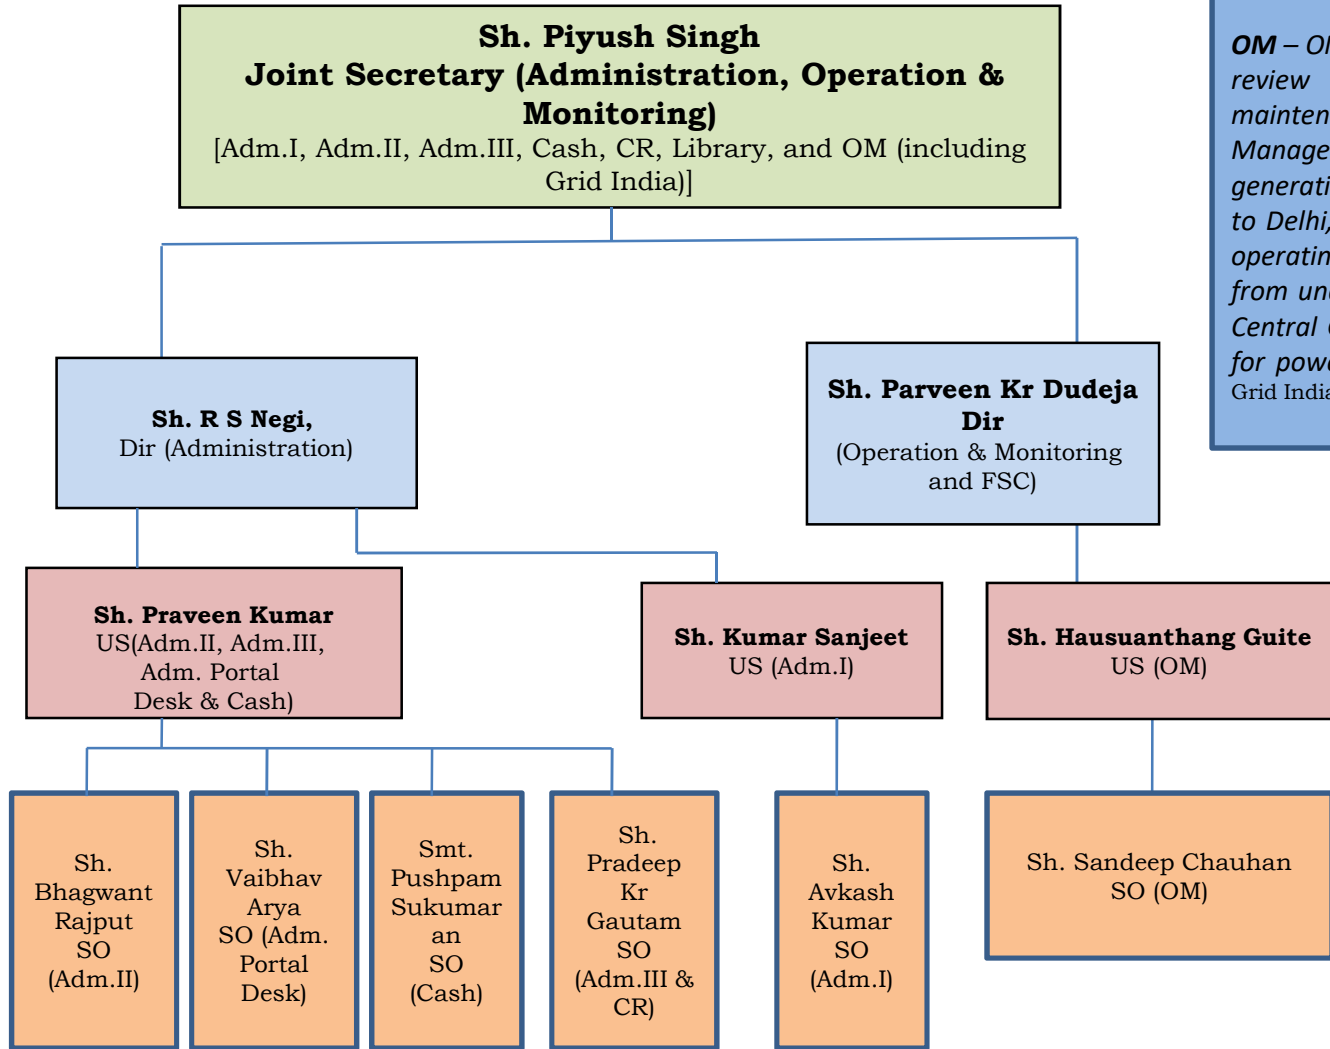 Sh. Piyush Singh
Joint Secretary (Administration, Operation &
Monitoring)
[Adm.I, Adm.II, Adm.III, Cash, CR, Library, and OM (including
Grid India)]
OM –
review
to Delhi,
Central
for
Grid India
Sh. R S Negi,
Dir (Administration)
Sh. Parveen Kr Dudeja
Dir
(Operation & Monitoring
and FSC)
Sh. Praveen Kumar
US(Adm.II, Adm.III,
Adm. Portal
Desk & Cash)
Sh. Kumar Sanjeet
US (Adm.I)
Sh. Hausuanthang Guite
US (OM)
Sh.
Bhagwant
Rajput
SO
(Adm.II)
Sh.
Vaibhav
Arya
SO (Adm.
Portal
Desk)
Smt.
Pushpam
Sukumar
an
SO
(Cash)
Sh.
Pradeep
Kr
Gautam
SO
(Adm.III &
CR)
Sh.
Avkash
Kumar
SO
(Adm.I)
Sh. Sandeep Chauhan
SO (OM)